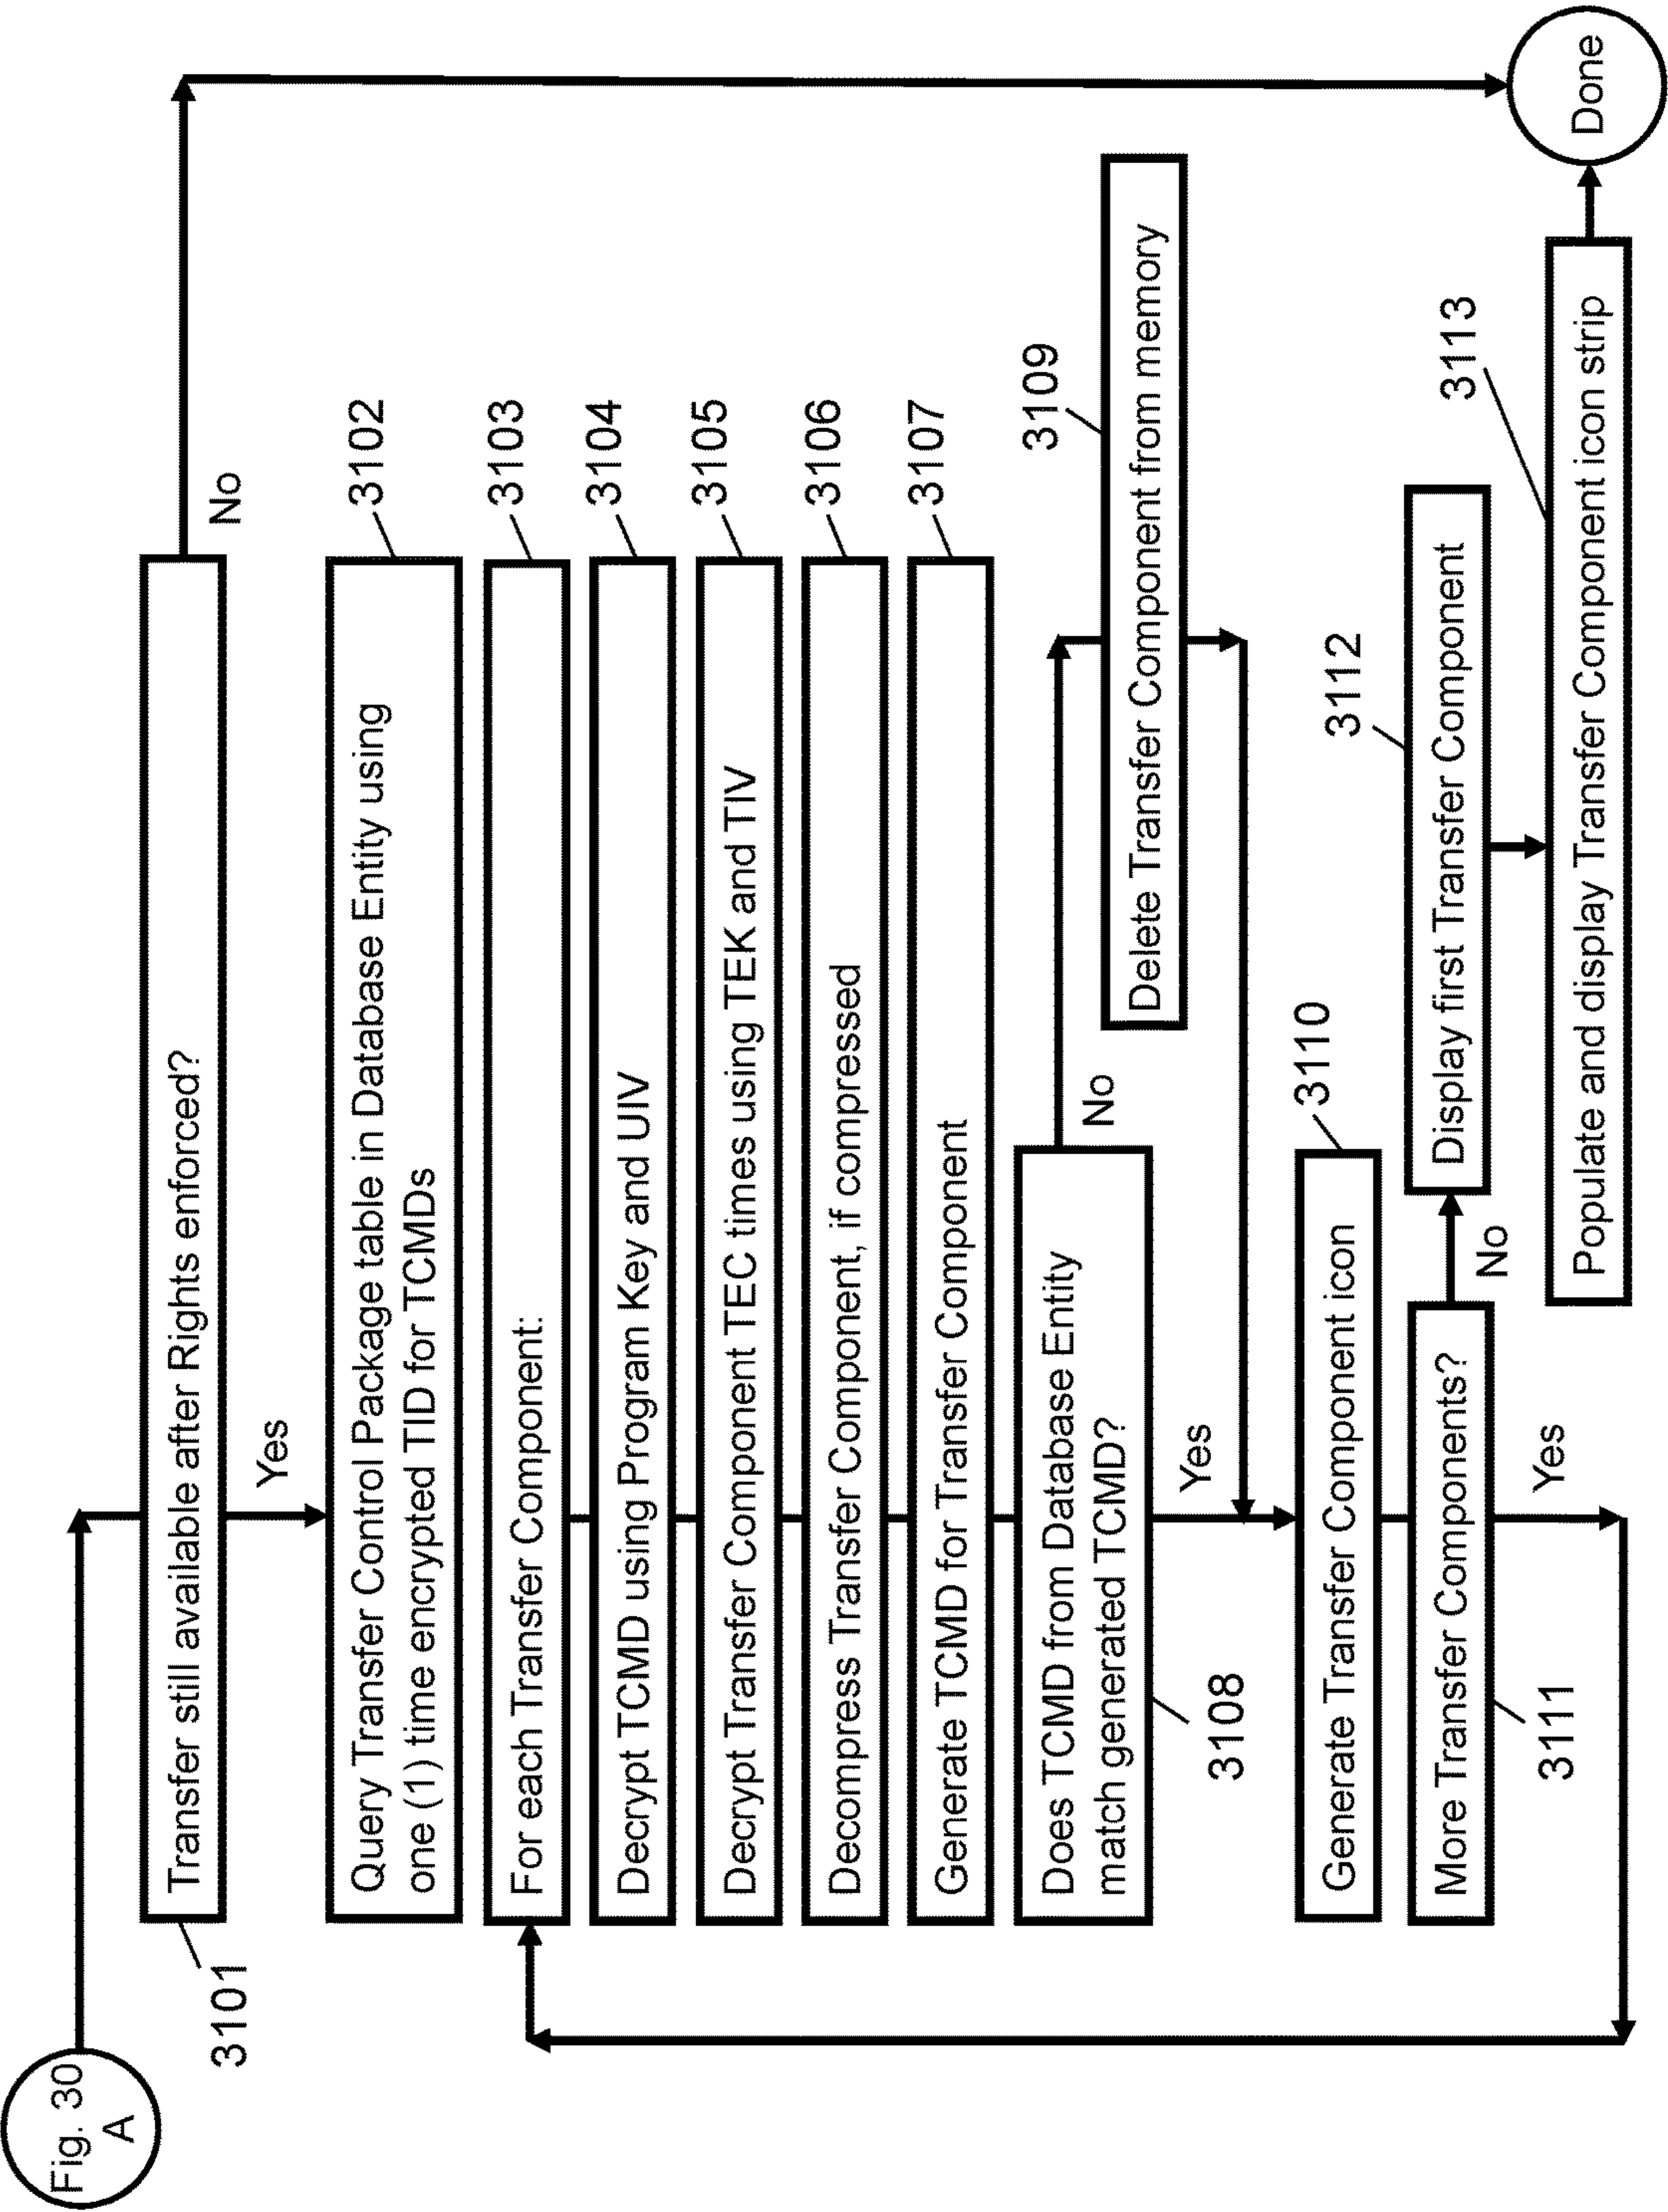 Fig. 30
A
Transfer still available after Rights enforced?
3101
No
Yes
Query Transfer Control Package table in Database Entity using
one (1) time encrypted TID for TCMDs
3102
For each Transfer Component:
3103
Decrypt TCMD using Program Key and UIV
3104
Decrypt Transfer Component TEC times using TEK and TIV
3105
Decompress Transfer Component, if compressed
3106
Generate TCMD for Transfer Component
3107
Does TCMD from Database Entity
match generated TCMD?
3108
No
Delete Transfer Component from memory
3109
Yes
Generate Transfer Component icon
3110
More Transfer Components?
3111
No
Display first Transfer Component
3112
Yes
Populate and display Transfer Component icon strip
3113
Done